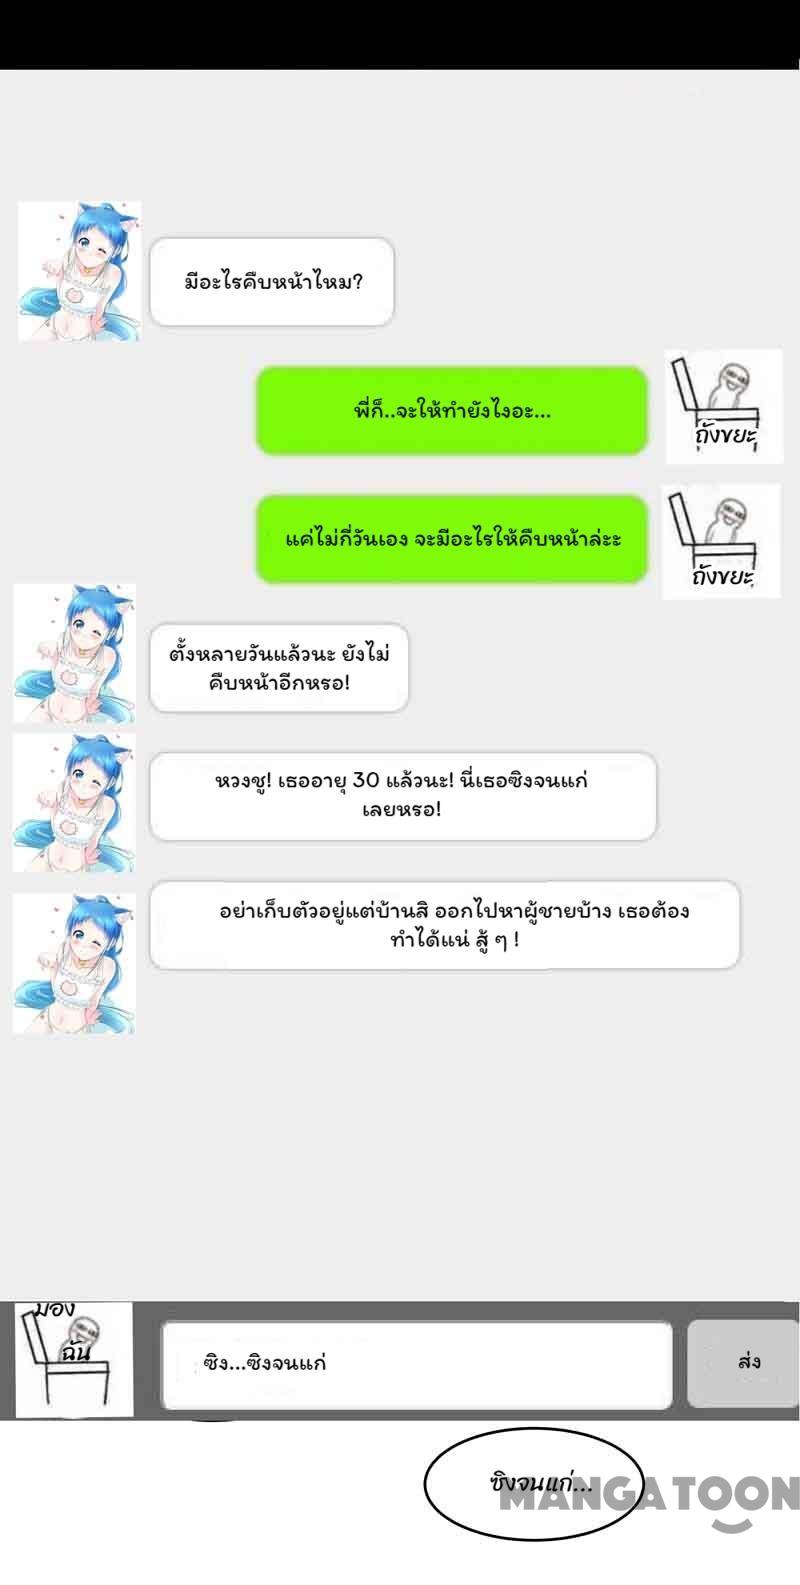 มีอะไรคืบหน้าไหม?
พี่ก็..จะให้ทำยังไงอะ...
ถังขยะ
แค่ไม่กี่วันเอง จะมีอะไรให้คืบหน้าล่ะะ
ถังขยะ
ตั้งหลายวันแล้วนะ ยังไม่
คืบหน้าอีกหรอ!
หวงชู! เธออายุ 30 แล้วนะ! นี่เธอซิงจนแก่
เลยหรอ!
อย่าเก็บตัวอยู่แต่บ้านสิ ออกไปหาผู้ชายบ้าง เธอต้อง
ทำได้แน่ สู้ ๆ !
มอง
ฉัน
ซิง...ซิงจนแก่
ส่ง
ซิงจนแก่...
MANGATOON